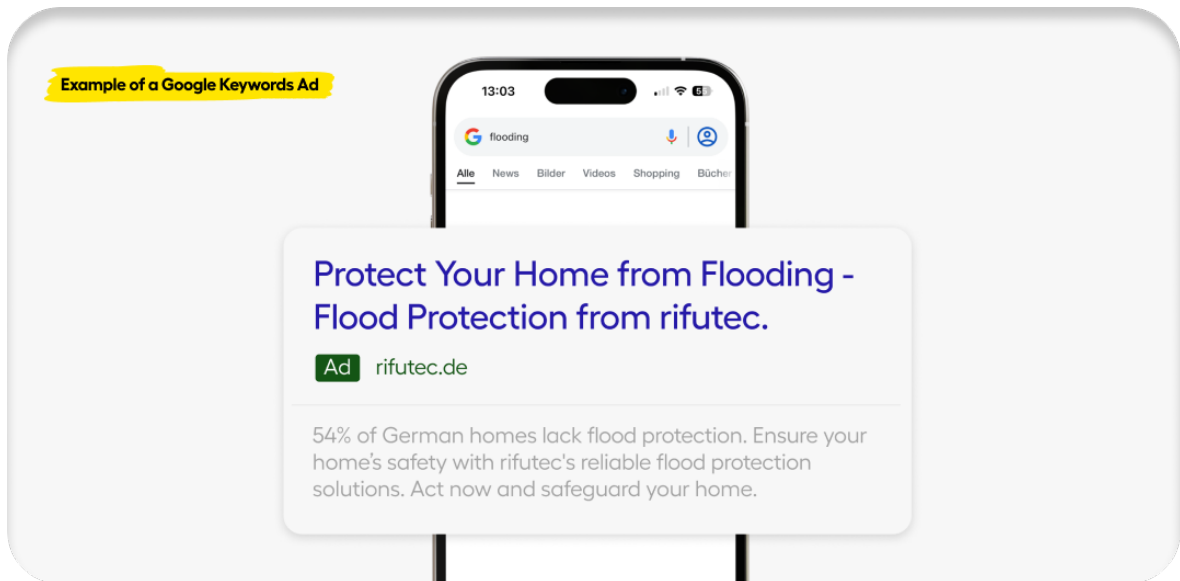 Example of a Google Keywords Ad
13:03
flooding
Alle News Bilder Videos Shopping Bücher
Protect Your Home from Flooding -
Flood Protection from rifutec.
Ad rifutec.de
54% of German homes lack flood protection. Ensure your
home’s safety with rifutec's reliable flood protection
solutions. Act now and safeguard your home.